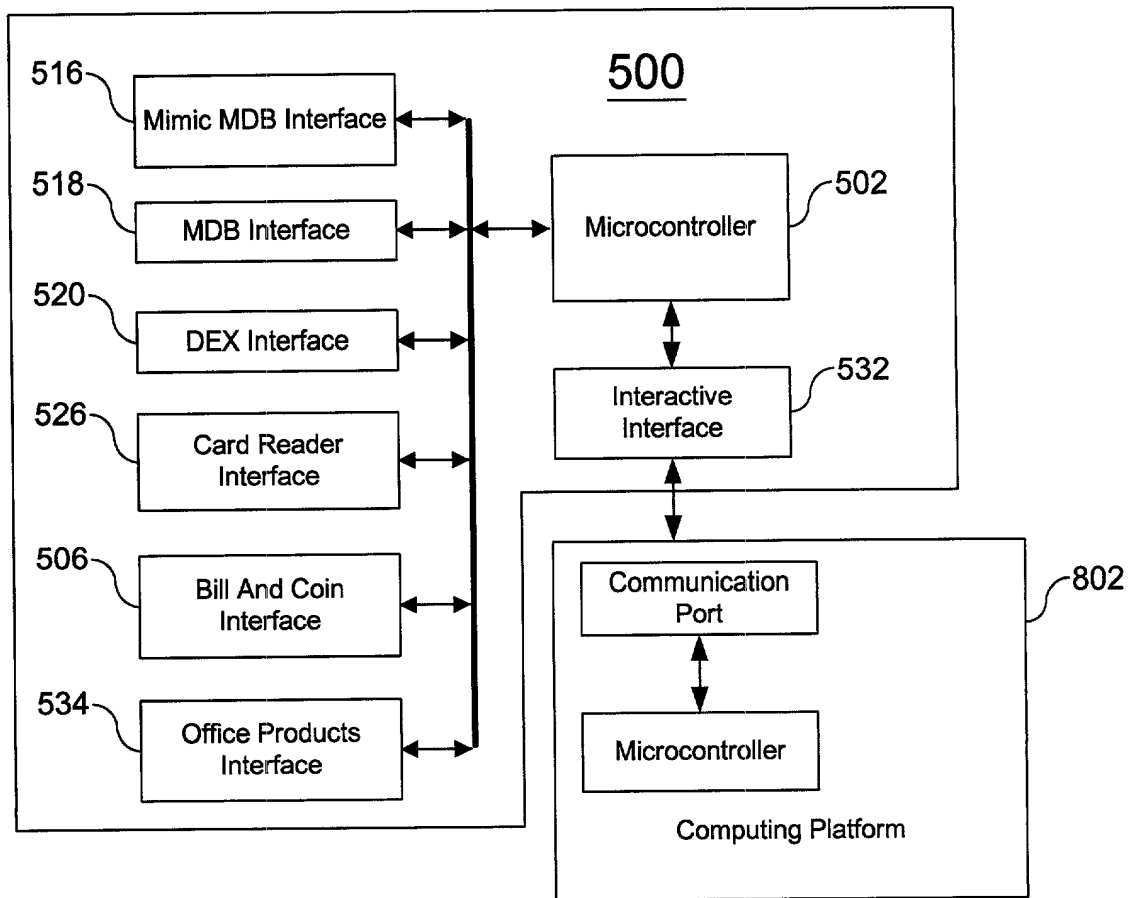 500
516
Mimic MDB Interface
518
MDB Interface
520
DEX Interface
526
Card Reader
Interface
506
Bill And Coin
Interface
534
Office Products
Interface
502
Microcontroller
532
Interactive
Interface
802
Communication
Port
Microcontroller
Computing Platform